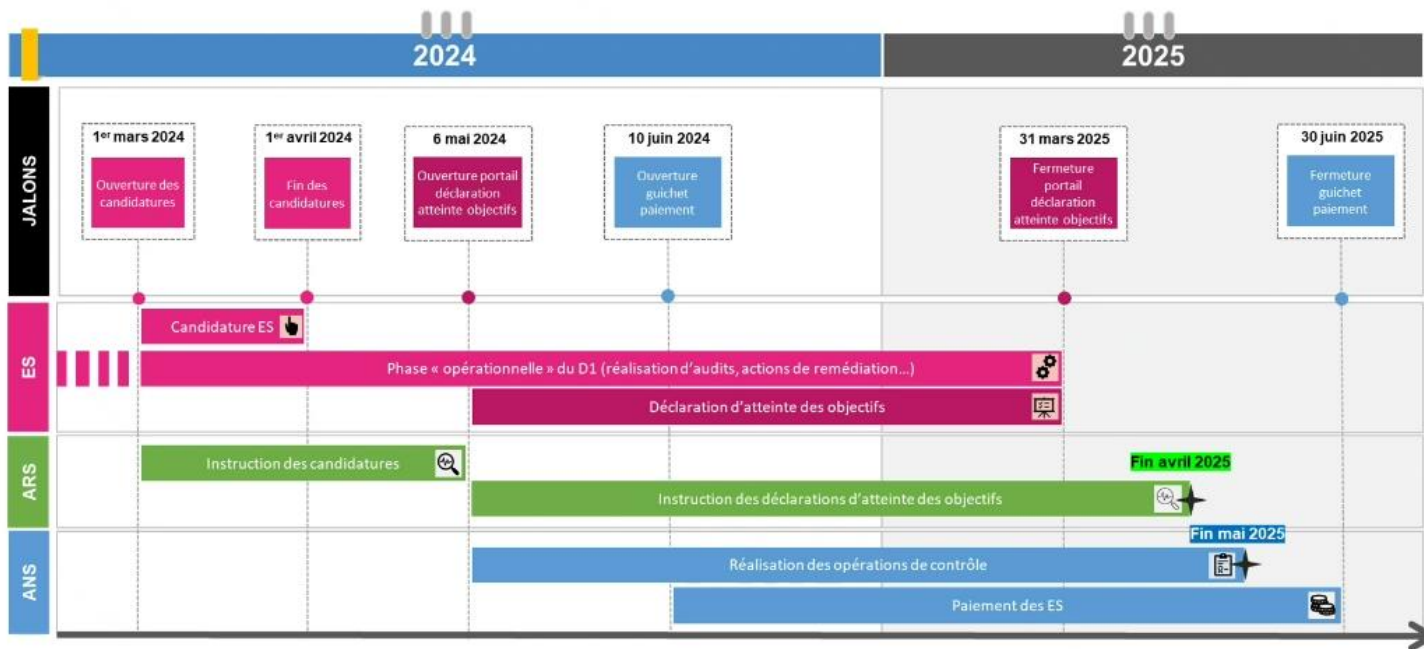 2024
2025
JALONS
1er mars 2024
Ouverture des
candidatures
1er avril 2024
Fin des
candidatures
6 mai 2024
Ouverture portail
déclaration
atteinte objectifs
10 juin 2024
Ouverture
guichet
paiement
31 mars 2025
Fermeture
portail
déclaration
atteinte objectifs
30 juin 2025
Fermeture
guichet
paiement
ES
Candidature ES
Phase « opérationnelle » du D1 (réalisation d'audits, actions de remédiation...)
Déclaration d'atteinte des objectifs
ARS
Instruction des candidatures
Fin avril 2025
Instruction des déclarations d'atteinte des objectifs
ANS
Fin mai 2025
Réalisation des opérations de contrôle
Paiement des ES